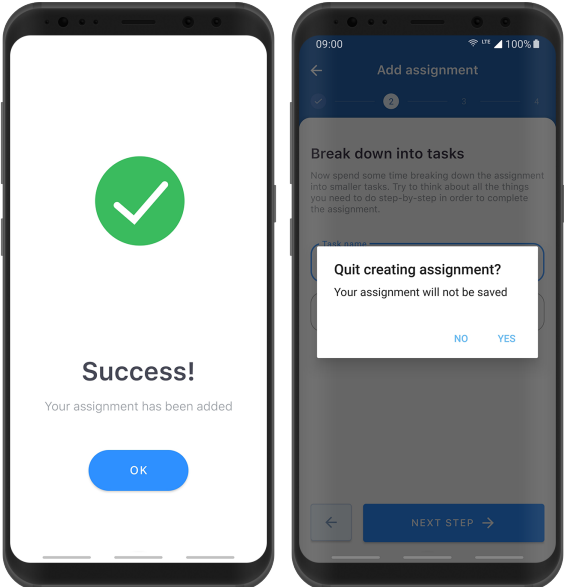 Success!
Your assignment has been added
OK
09:00
LTE
100%
Add assignment
2
3
4
Break down into tasks
Now spend some time breaking down the assignment
into smaller tasks. Try to think about all the things
you need to do step-by-step in order to complete
the assignment.
Task name
Quit creating assignment?
Your assignment will not be saved
NO YES
NEXT STEP